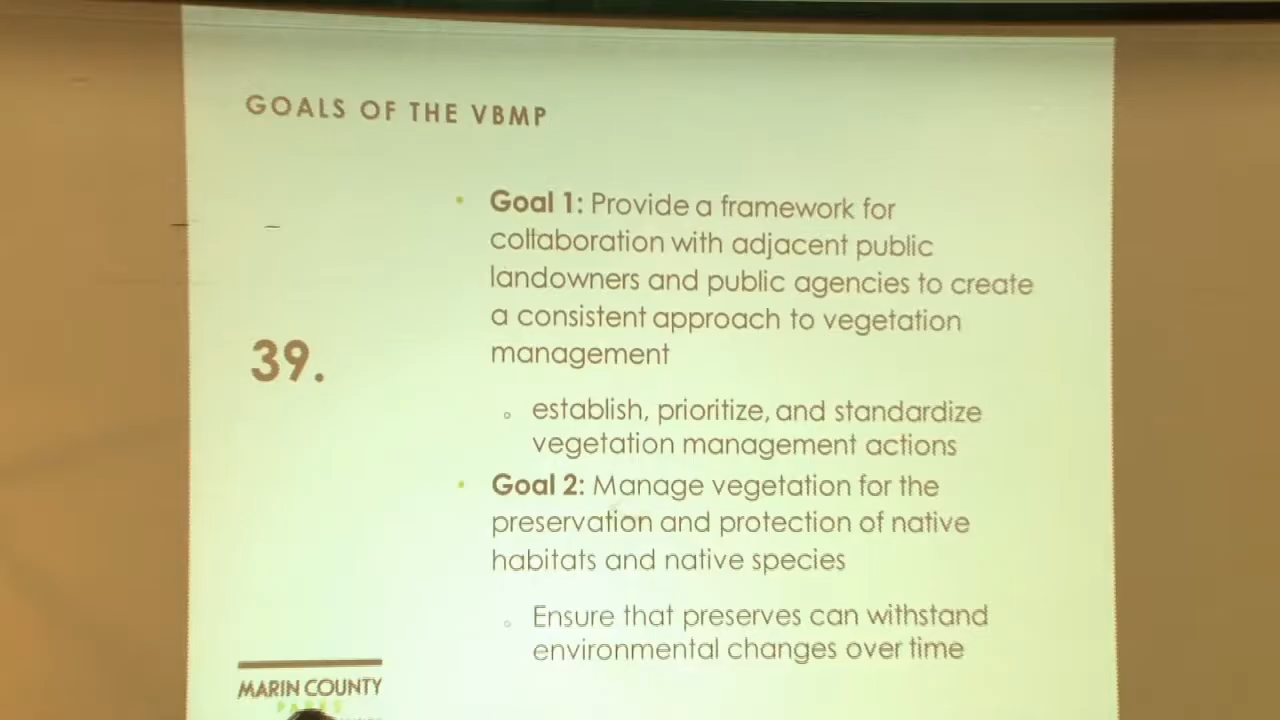 GOALS OF THE VBMP
• Goal 1: Provide a framework for
collaboration with adjacent public
landowners and public agencies to create
a consistent approach to vegetation
management
39.
◦ establish, prioritize, and standardize
vegetation management actions
• Goal 2: Manage vegetation for the
preservation and protection of native
habitats and native species
◦ Ensure that preserves can withstand
environmental changes over time
MARIN COUNTY
PARKS